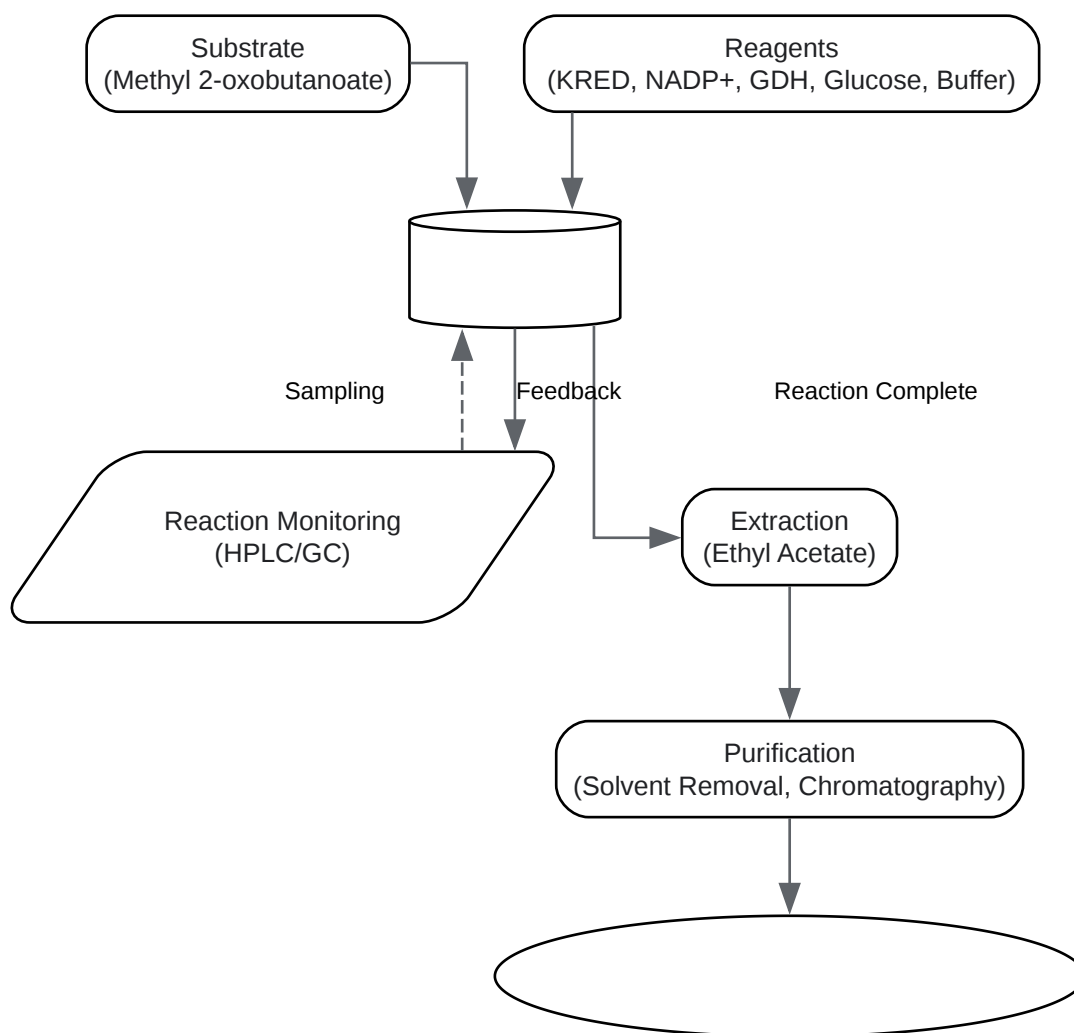 Substrate
(Methyl 2-oxobutanoate)
Reagents
(KRED, NADP+, GDH, Glucose, Buffer)
Sampling
Feedback
Reaction Complete
Reaction Monitoring
(HPLC/GC)
Extraction
(Ethyl Acetate)
Purification
(Solvent Removal, Chromatography)